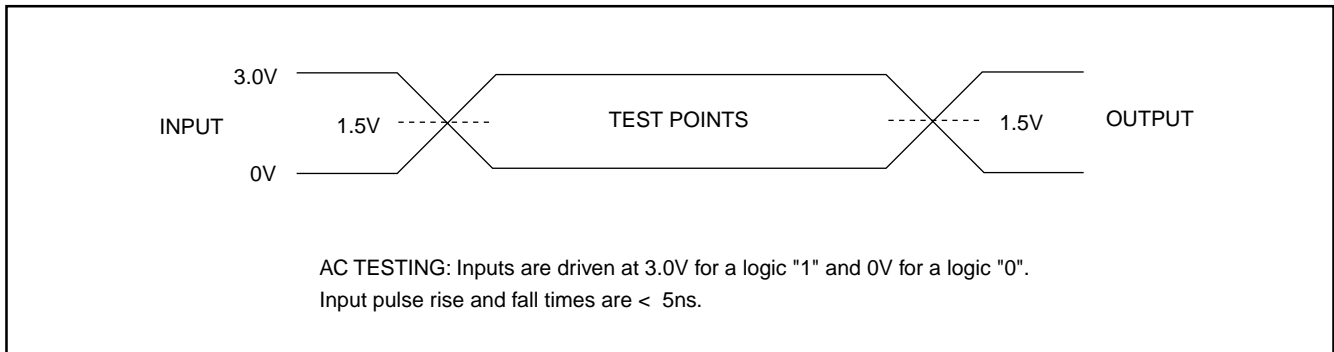 3.0V
INPUT 1.5V TEST POINTS 1.5V OUTPUT
0V
AC TESTING: Inputs are driven at 3.0V for a logic "1" and 0V for a logic "0".
Input pulse rise and fall times are < 5ns.